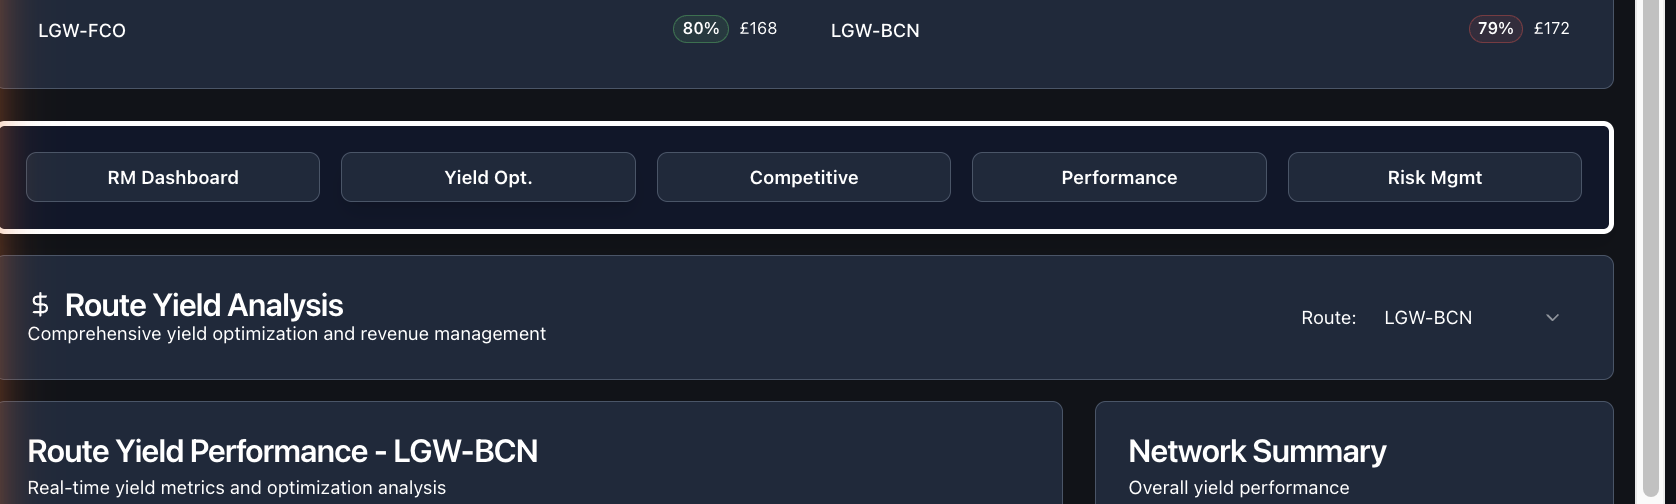 LGW-FCO 80% £168 LGW-BCN 79% £172
RM Dashboard Yield Opt. Competitive Performance Risk Mgmt
$ Route Yield Analysis
Comprehensive yield optimization and revenue management
Route: LGW-BCN
Route Yield Performance - LGW-BCN
Real-time yield metrics and optimization analysis
Network Summary
Overall yield performance